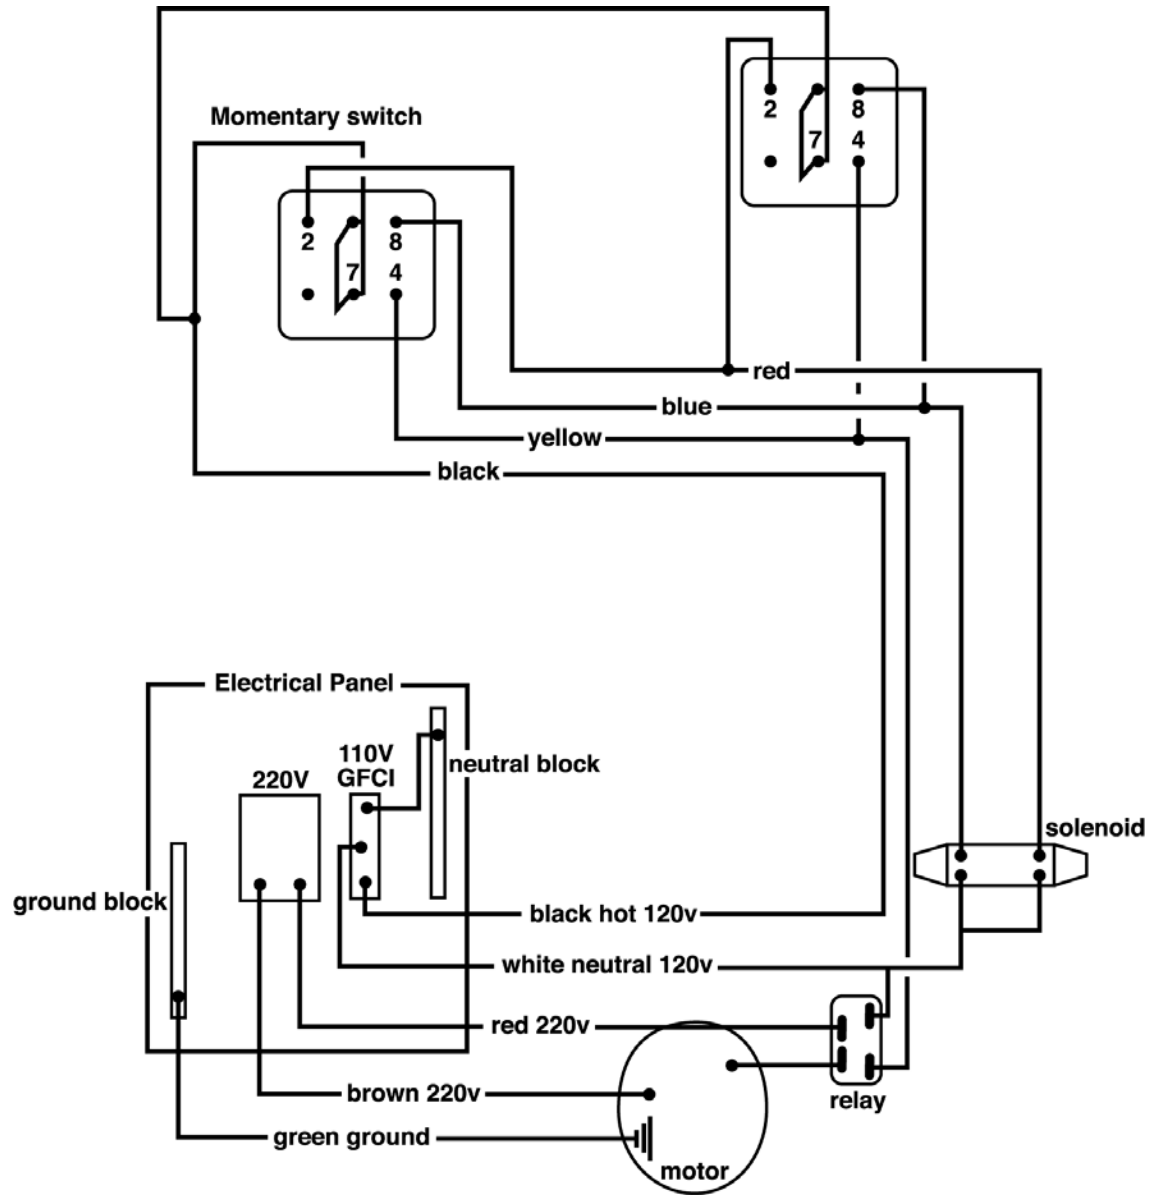 Momentary switch
2
8
7
4
2
8
7
4
red
blue
yellow
black
Electrical Panel
110V
GFCI
neutral block
220V
solenoid
ground block
black hot 120v
white neutral 120v
red 220v
brown 220v
relay
green ground
motor